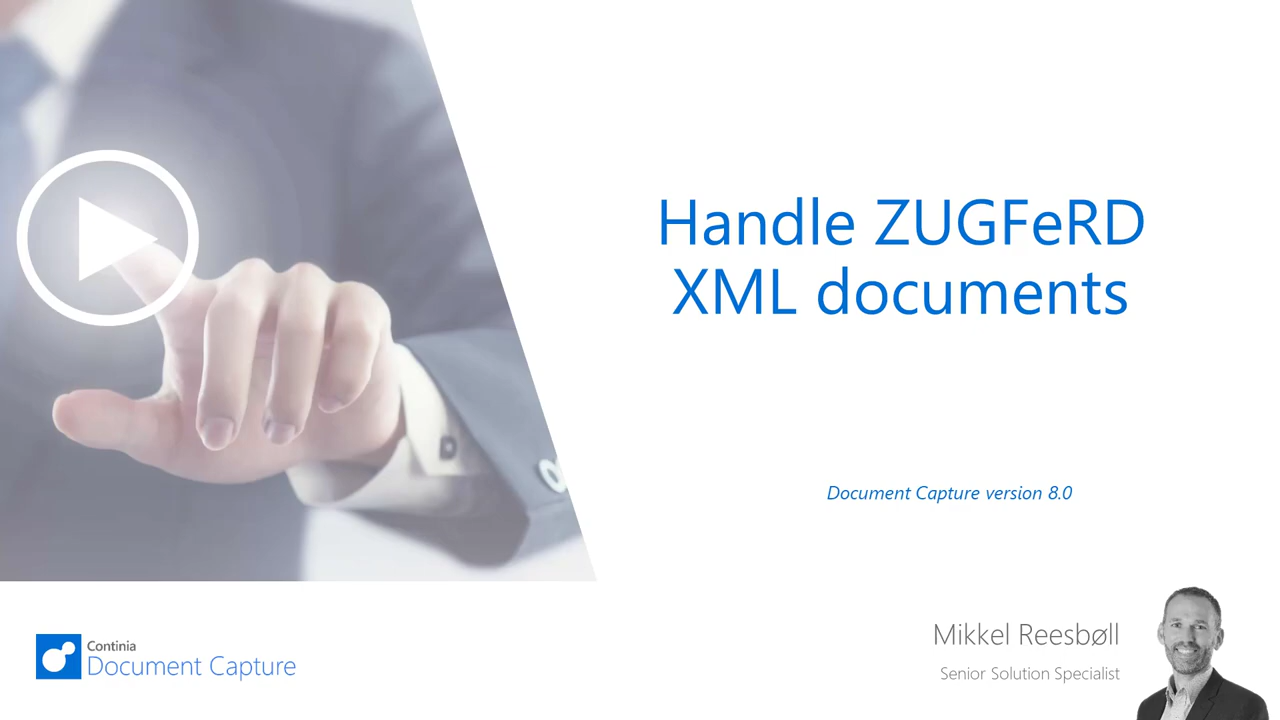 Handle ZUGFeRD
XML documents
Document Capture version 8.0
Mikkel Reesbøll
Senior Solution Specialist
Continia
Document Capture